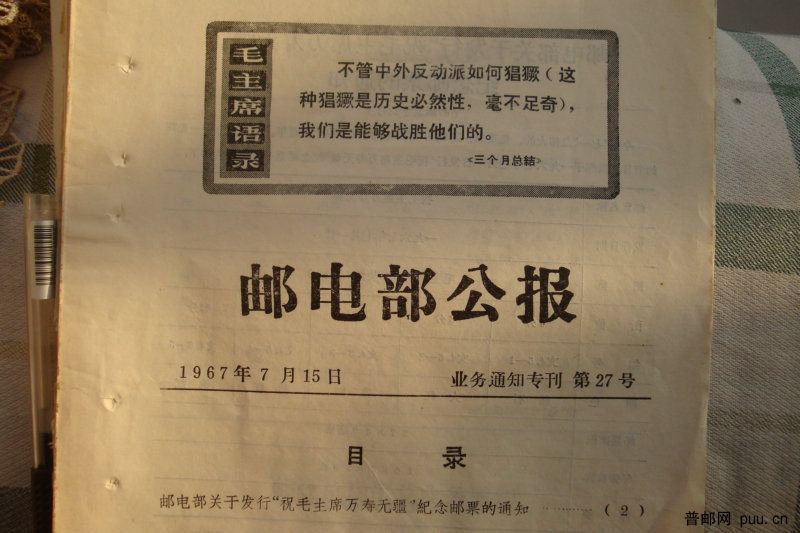 毛主席语录
不管中外反动派如何猖獗（这
种猖獗是历史必然性，毫不足奇），
我们是能够战胜他们的。
《三个月总结》
邮电部公报
1967年7月15日 业务通知专刊 第27号
目 录
邮电部关于发行“祝毛主席万寿无疆”紀念邮票的通知 ………… （2）
普邮网 puu.cn